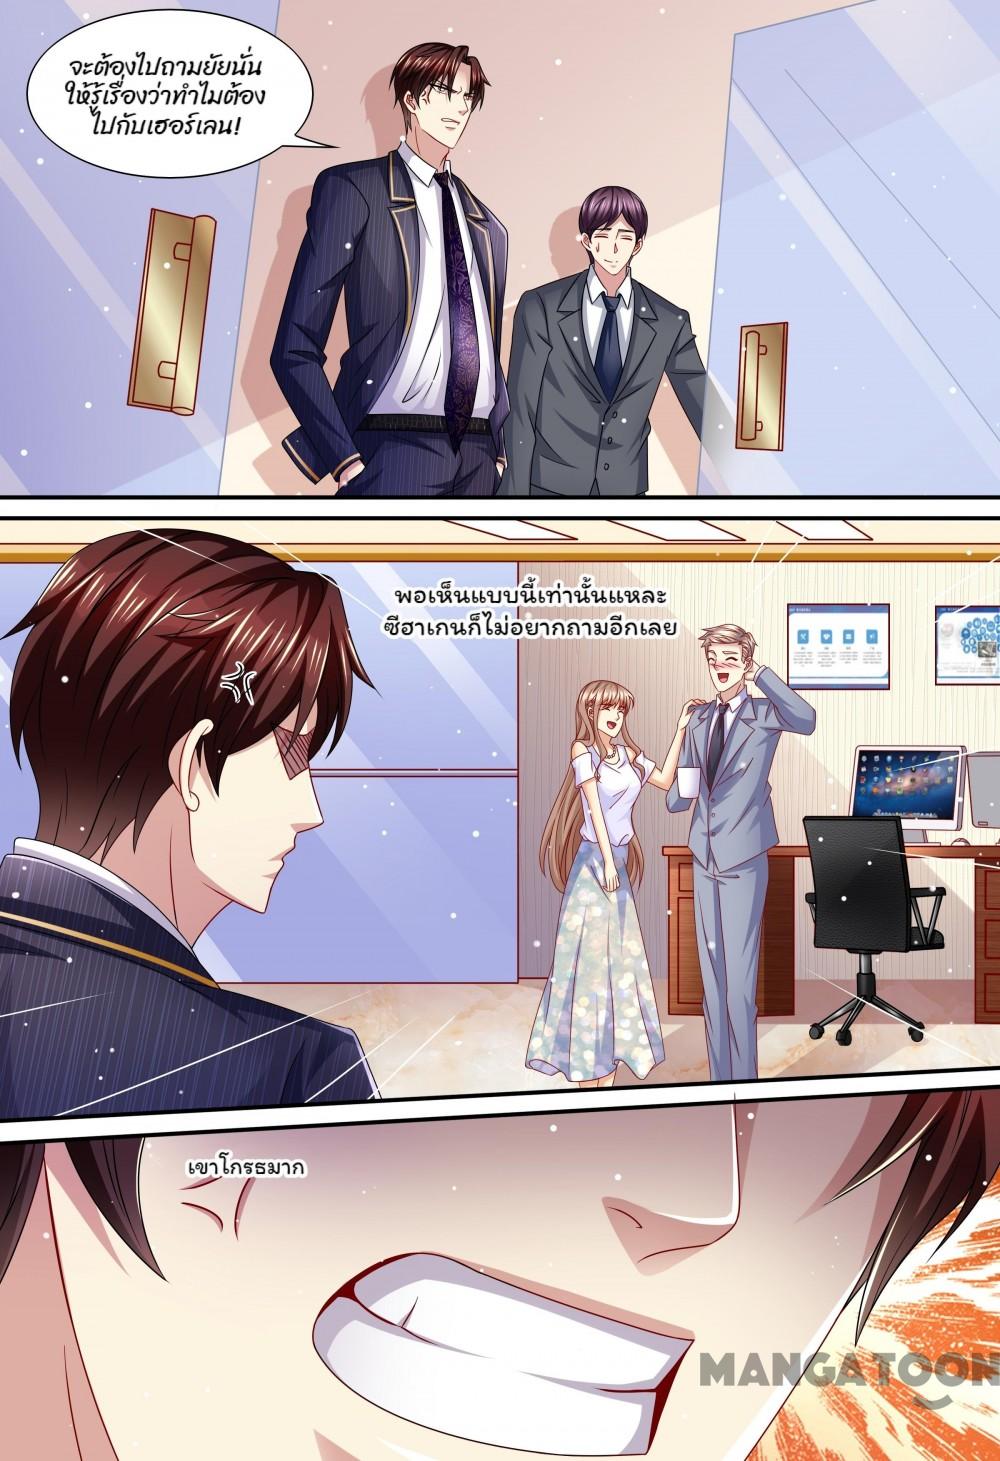 จะต้องไปถามยัยนั่น
ให้รู้เรื่องว่าทำไมต้อง
ไปกับเฮอร์เลน!
พอเห็นแบบนี้เท่านั้นแหละ
ซีฮาเกนก็ไม่อยากถามอีกเลย
เขาโกรธมาก
MANGATOON